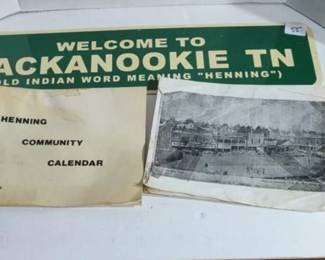 WELCOME TO
ACKANOOKIE TN
OLD INDIAN WORD MEANING "HENNING")
HENNING
COMMUNITY
CALENDAR